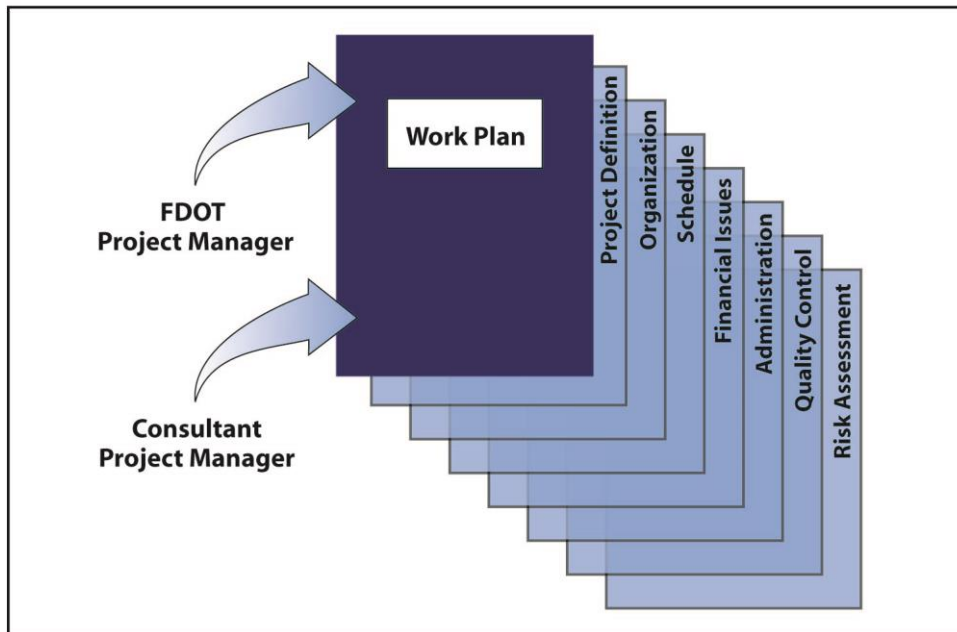 Work Plan
FDOT
Project Manager
Consultant
Project Manager
Project Definition
Organization
Schedule
Financial Issues
Administration
Quality Control
Risk Assessment